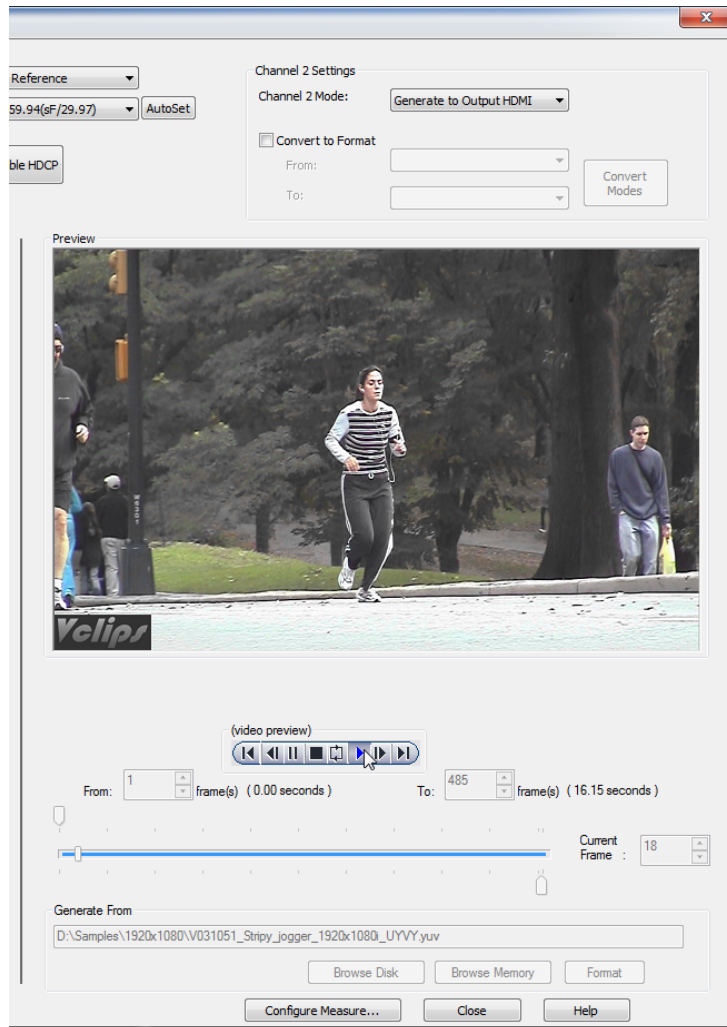 X
Reference
59.94(sF/29.97)
AutoSet
ble HDCP
Channel 2 Settings
Channel 2 Mode:
Generate to Output HDMI
Convert to Format
From:
To:
Convert
Modes
Preview
Vclips
(video preview)
From:
1
frame(s)
( 0.00 seconds )
To:
485
frame(s)
( 16.15 seconds )
Current
Frame :
18
Generate From
D:\Samples\1920x1080\V031051_Stripy_jogger_1920x1080i_UYVY.yuv
Browse Disk
Browse Memory
Format
Configure Measure...
Close
Help